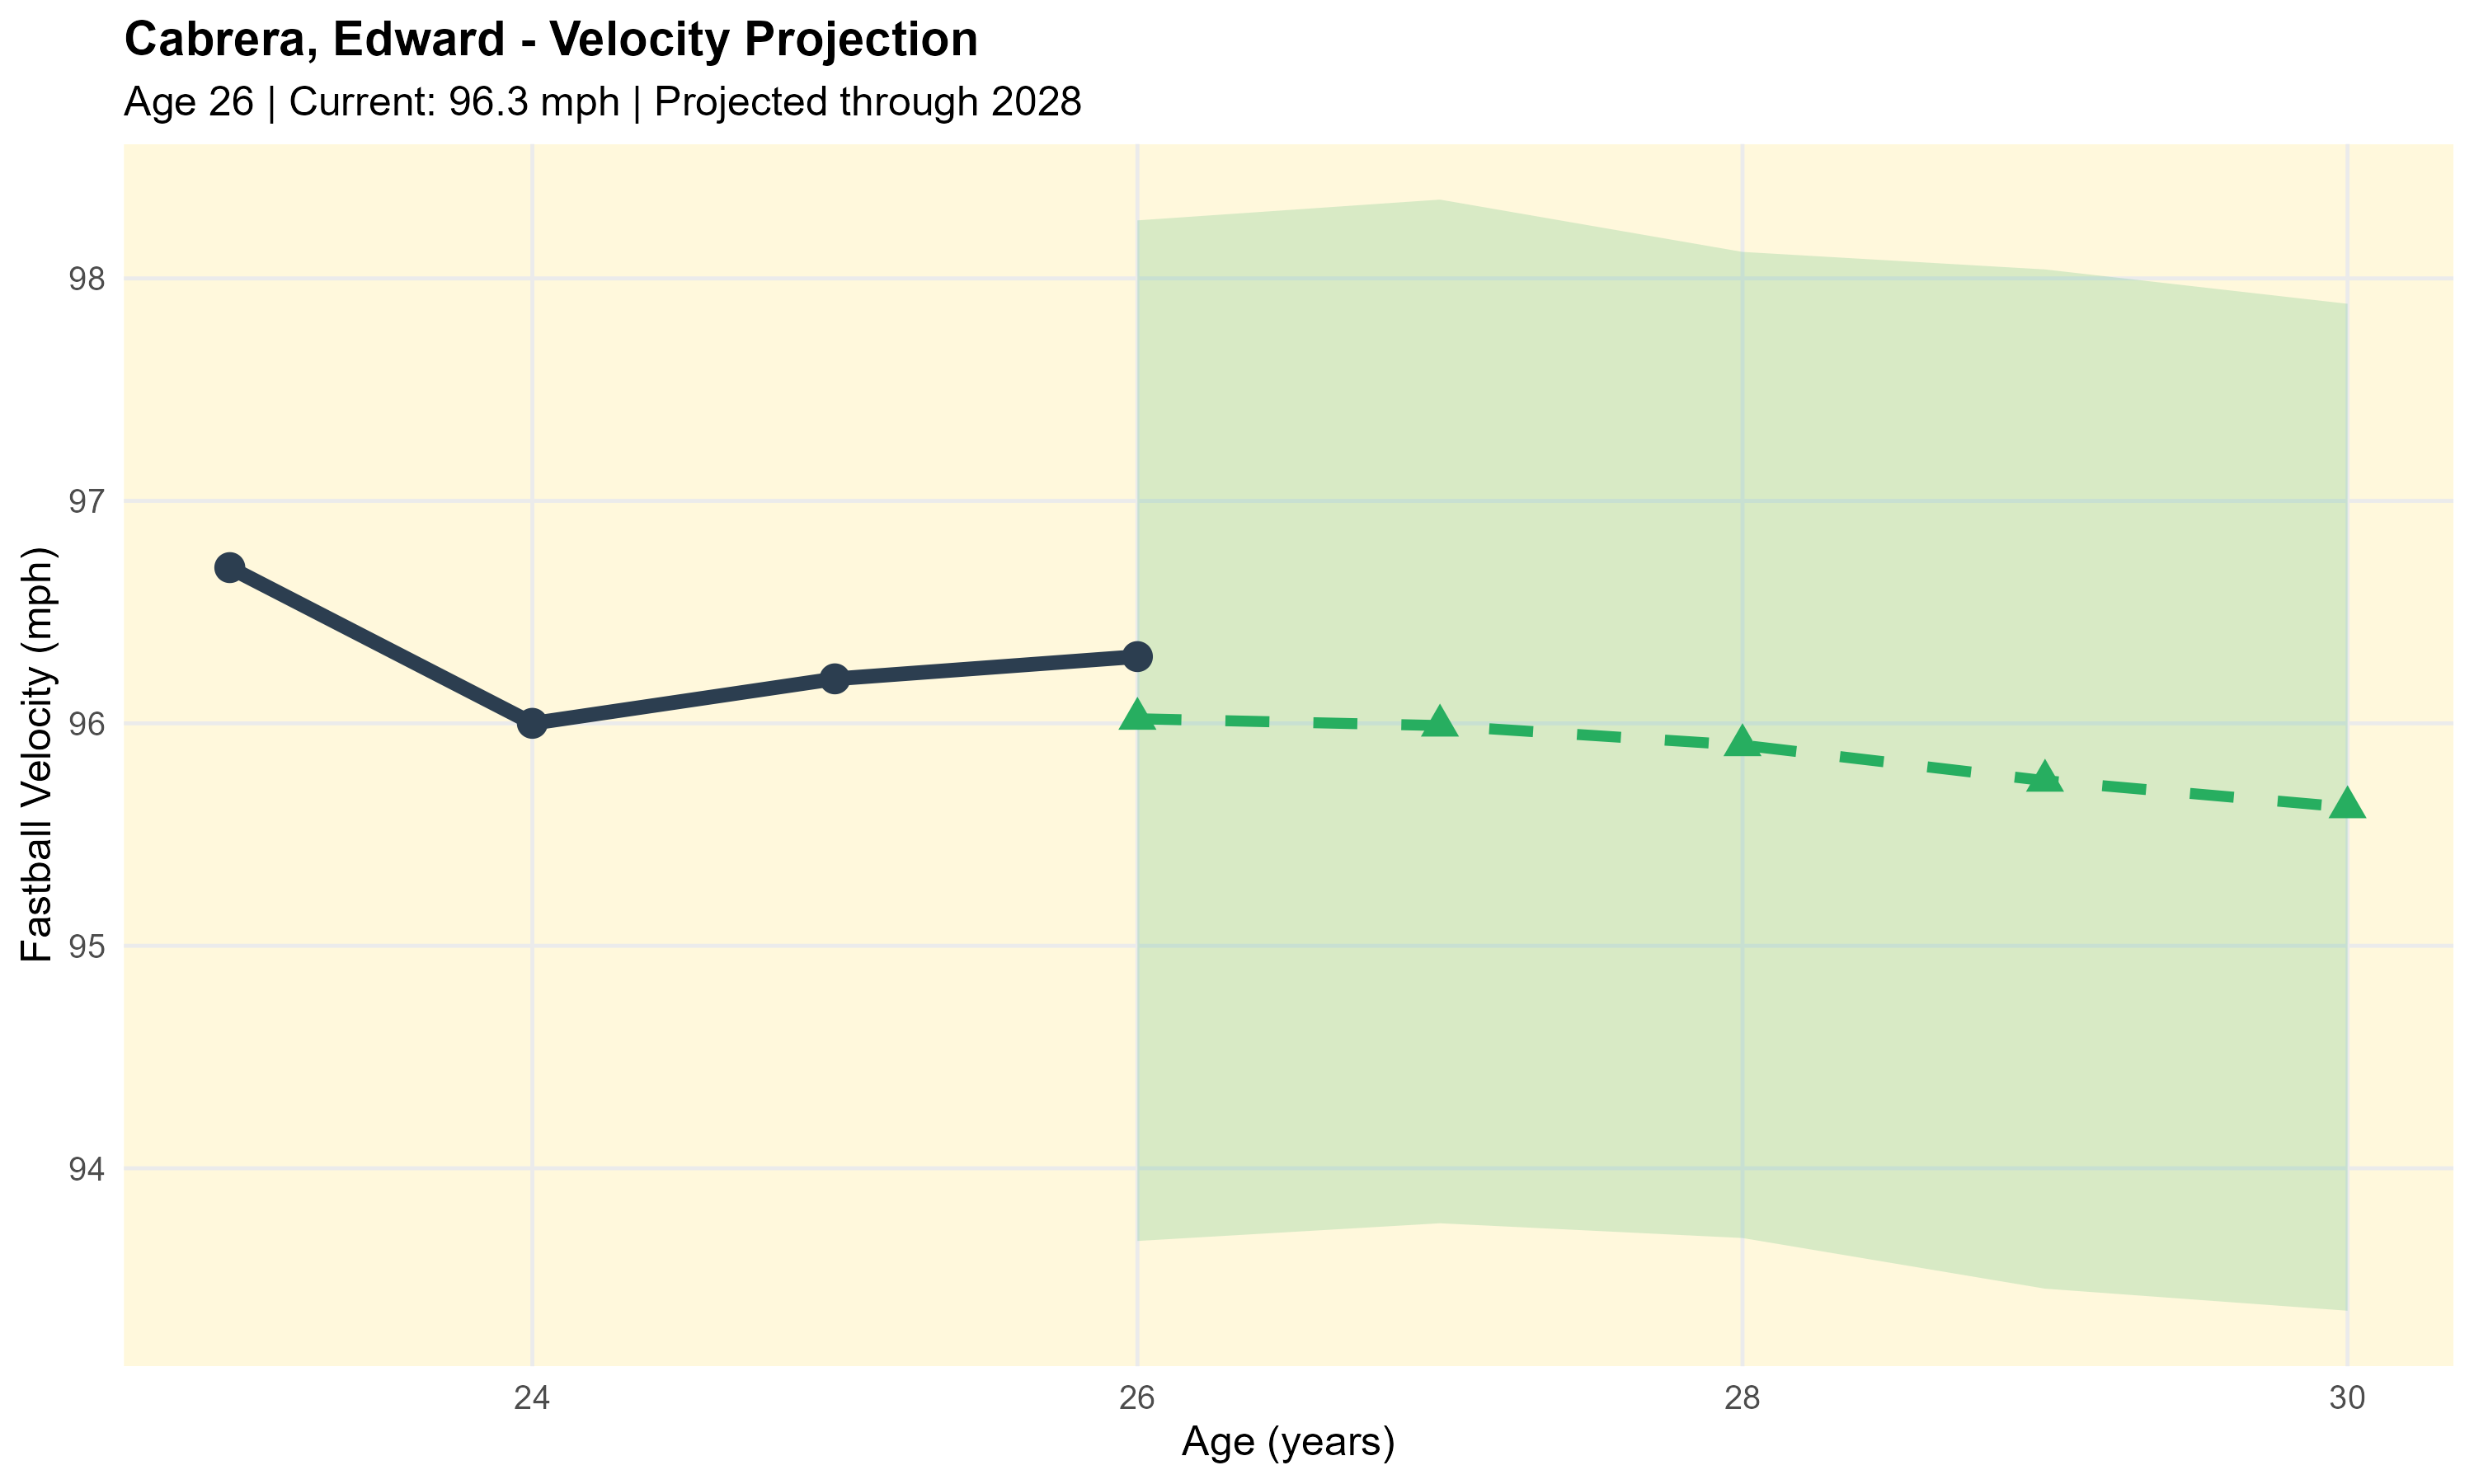 Cabrera, Edward - Velocity Projection
Age 26 | Current: 96.3 mph | Projected through 2028
Fastball Velocity (mph)
98
97
96
95
94
24
26
28
30
Age (years)